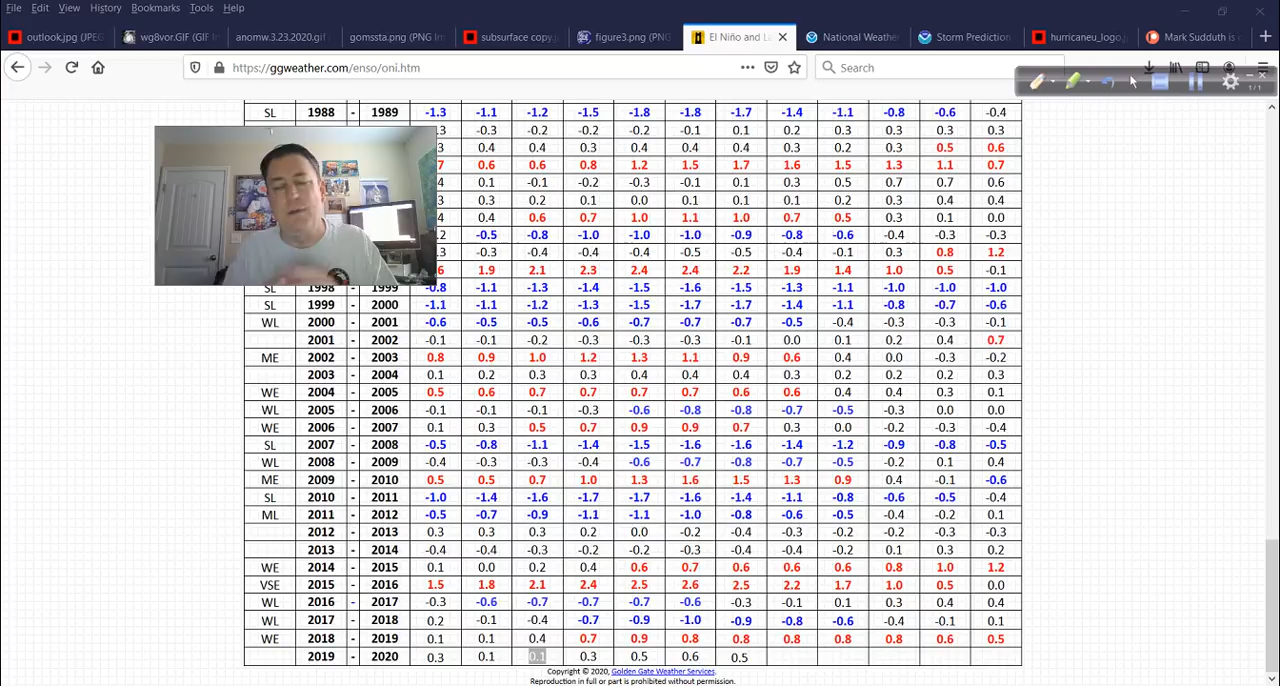 File Edit View History Bookmarks Tools Help
outlook.jpg (JPEG wg8vor.GIF (GIF Im anomw.3.23.2020.gif gomssta.png (PNG Im subsurface copy.j figure3.png (PNG El Niño and La National Weathe Storm Prediction hurricaneu_logo.j Mark Sudduth is
https://ggweather.com/enso/oni.htm Search
1/1
SL 1988 - 1989 -1.3 -1.1 -1.2 -1.5 -1.8 -1.8 -1.7 -1.4 -1.1 -0.8 -0.6 -0.4
.3 -0.3 -0.2 -0.2 -0.2 -0.1 0.1 0.2 0.3 0.3 0.3 0.3
3 0.4 0.4 0.3 0.4 0.4 0.4 0.3 0.2 0.3 0.5 0.6
7 0.6 0.6 0.8 1.2 1.5 1.7 1.6 1.5 1.3 1.1 0.7
4 0.1 -0.1 -0.2 -0.3 -0.1 0.1 0.3 0.5 0.7 0.7 0.6
3 0.3 0.2 0.1 0.0 0.1 0.1 0.1 0.2 0.3 0.4 0.4
4 0.4 0.6 0.7 1.0 1.1 1.0 0.7 0.5 0.3 0.1 0.0
.2 -0.5 -0.8 -1.0 -1.0 -1.0 -0.9 -0.8 -0.6 -0.4 -0.3 -0.3
.3 -0.3 -0.4 -0.4 -0.4 -0.5 -0.5 -0.4 -0.1 0.3 0.8 1.2
.6 1.9 2.1 2.3 2.4 2.4 2.2 1.9 1.4 1.0 0.5 -0.1
SL 1998 - 1999 -0.8 -1.1 -1.3 -1.4 -1.5 -1.6 -1.5 -1.3 -1.1 -1.0 -1.0 -1.0
SL 1999 - 2000 -1.1 -1.1 -1.2 -1.3 -1.5 -1.7 -1.7 -1.4 -1.1 -0.8 -0.7 -0.6
WL 2000 - 2001 -0.6 -0.5 -0.5 -0.6 -0.7 -0.7 -0.7 -0.5 -0.4 -0.3 -0.3 -0.1
2001 - 2002 -0.1 -0.1 -0.2 -0.3 -0.3 -0.3 -0.1 0.0 0.1 0.2 0.4 0.7
ME 2002 - 2003 0.8 0.9 1.0 1.2 1.3 1.1 0.9 0.6 0.4 0.0 -0.3 -0.2
2003 - 2004 0.1 0.2 0.3 0.3 0.4 0.4 0.4 0.3 0.2 0.2 0.2 0.3
WE 2004 - 2005 0.5 0.6 0.7 0.7 0.7 0.7 0.6 0.6 0.4 0.4 0.3 0.1
WL 2005 - 2006 -0.1 -0.1 -0.1 -0.3 -0.6 -0.8 -0.8 -0.7 -0.5 -0.3 0.0 0.0
WE 2006 - 2007 0.1 0.3 0.5 0.7 0.9 0.9 0.7 0.3 0.0 -0.2 -0.3 -0.4
SL 2007 - 2008 -0.5 -0.8 -1.1 -1.4 -1.5 -1.6 -1.6 -1.4 -1.2 -0.9 -0.8 -0.5
WL 2008 - 2009 -0.4 -0.3 -0.3 -0.4 -0.6 -0.7 -0.8 -0.7 -0.5 -0.2 0.1 0.4
ME 2009 - 2010 0.5 0.5 0.7 1.0 1.3 1.6 1.5 1.3 0.9 0.4 -0.1 -0.6
SL 2010 - 2011 -1.0 -1.4 -1.6 -1.7 -1.7 -1.6 -1.4 -1.1 -0.8 -0.6 -0.5 -0.4
ML 2011 - 2012 -0.5 -0.7 -0.9 -1.1 -1.1 -1.0 -0.8 -0.6 -0.5 -0.4 -0.2 0.1
2012 - 2013 0.3 0.3 0.3 0.2 0.0 -0.2 -0.4 -0.3 -0.2 -0.2 -0.3 -0.3
2013 - 2014 -0.4 -0.4 -0.3 -0.2 -0.2 -0.3 -0.4 -0.4 -0.2 0.1 0.3 0.2
WE 2014 - 2015 0.1 0.0 0.2 0.4 0.6 0.7 0.6 0.6 0.6 0.8 1.0 1.2
VSE 2015 - 2016 1.5 1.8 2.1 2.4 2.5 2.6 2.5 2.2 1.7 1.0 0.5 0.0
WL 2016 - 2017 -0.3 -0.6 -0.7 -0.7 -0.7 -0.6 -0.3 -0.1 0.1 0.3 0.4 0.4
WL 2017 - 2018 0.2 -0.1 -0.4 -0.7 -0.9 -1.0 -0.9 -0.8 -0.6 -0.4 -0.1 0.1
WE 2018 - 2019 0.1 0.1 0.4 0.7 0.9 0.8 0.8 0.8 0.8 0.8 0.6 0.5
2019 - 2020 0.3 0.1 0.1 0.3 0.5 0.6 0.5
Copyright © 2020, Golden Gate Weather Services.
Reproduction in full or part is prohibited without permission.